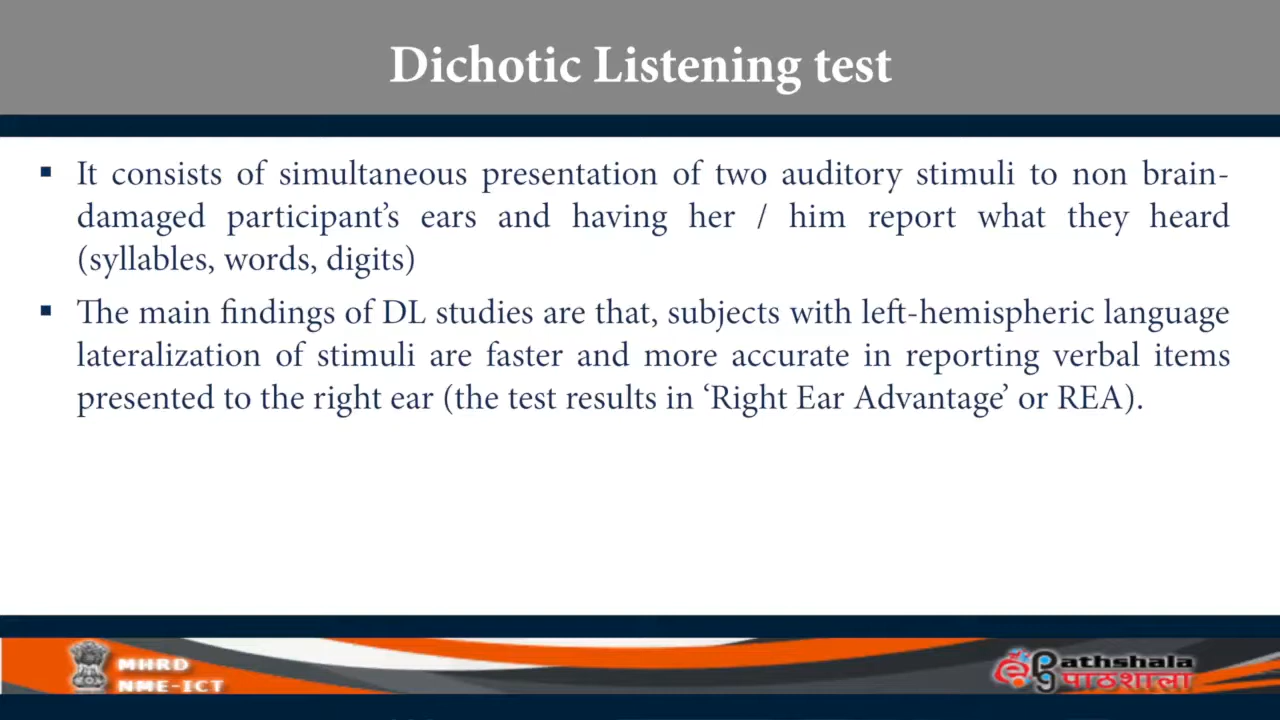 Dichotic Listening test
▪ It consists of simultaneous presentation of two auditory stimuli to non brain-
damaged participant’s ears and having her / him report what they heard
(syllables, words, digits)
▪ The main findings of DL studies are that, subjects with left-hemispheric language
lateralization of stimuli are faster and more accurate in reporting verbal items
presented to the right ear (the test results in ‘Right Ear Advantage’ or REA).
MHRD
NME-ICT
epg
athshala
पाठशाला